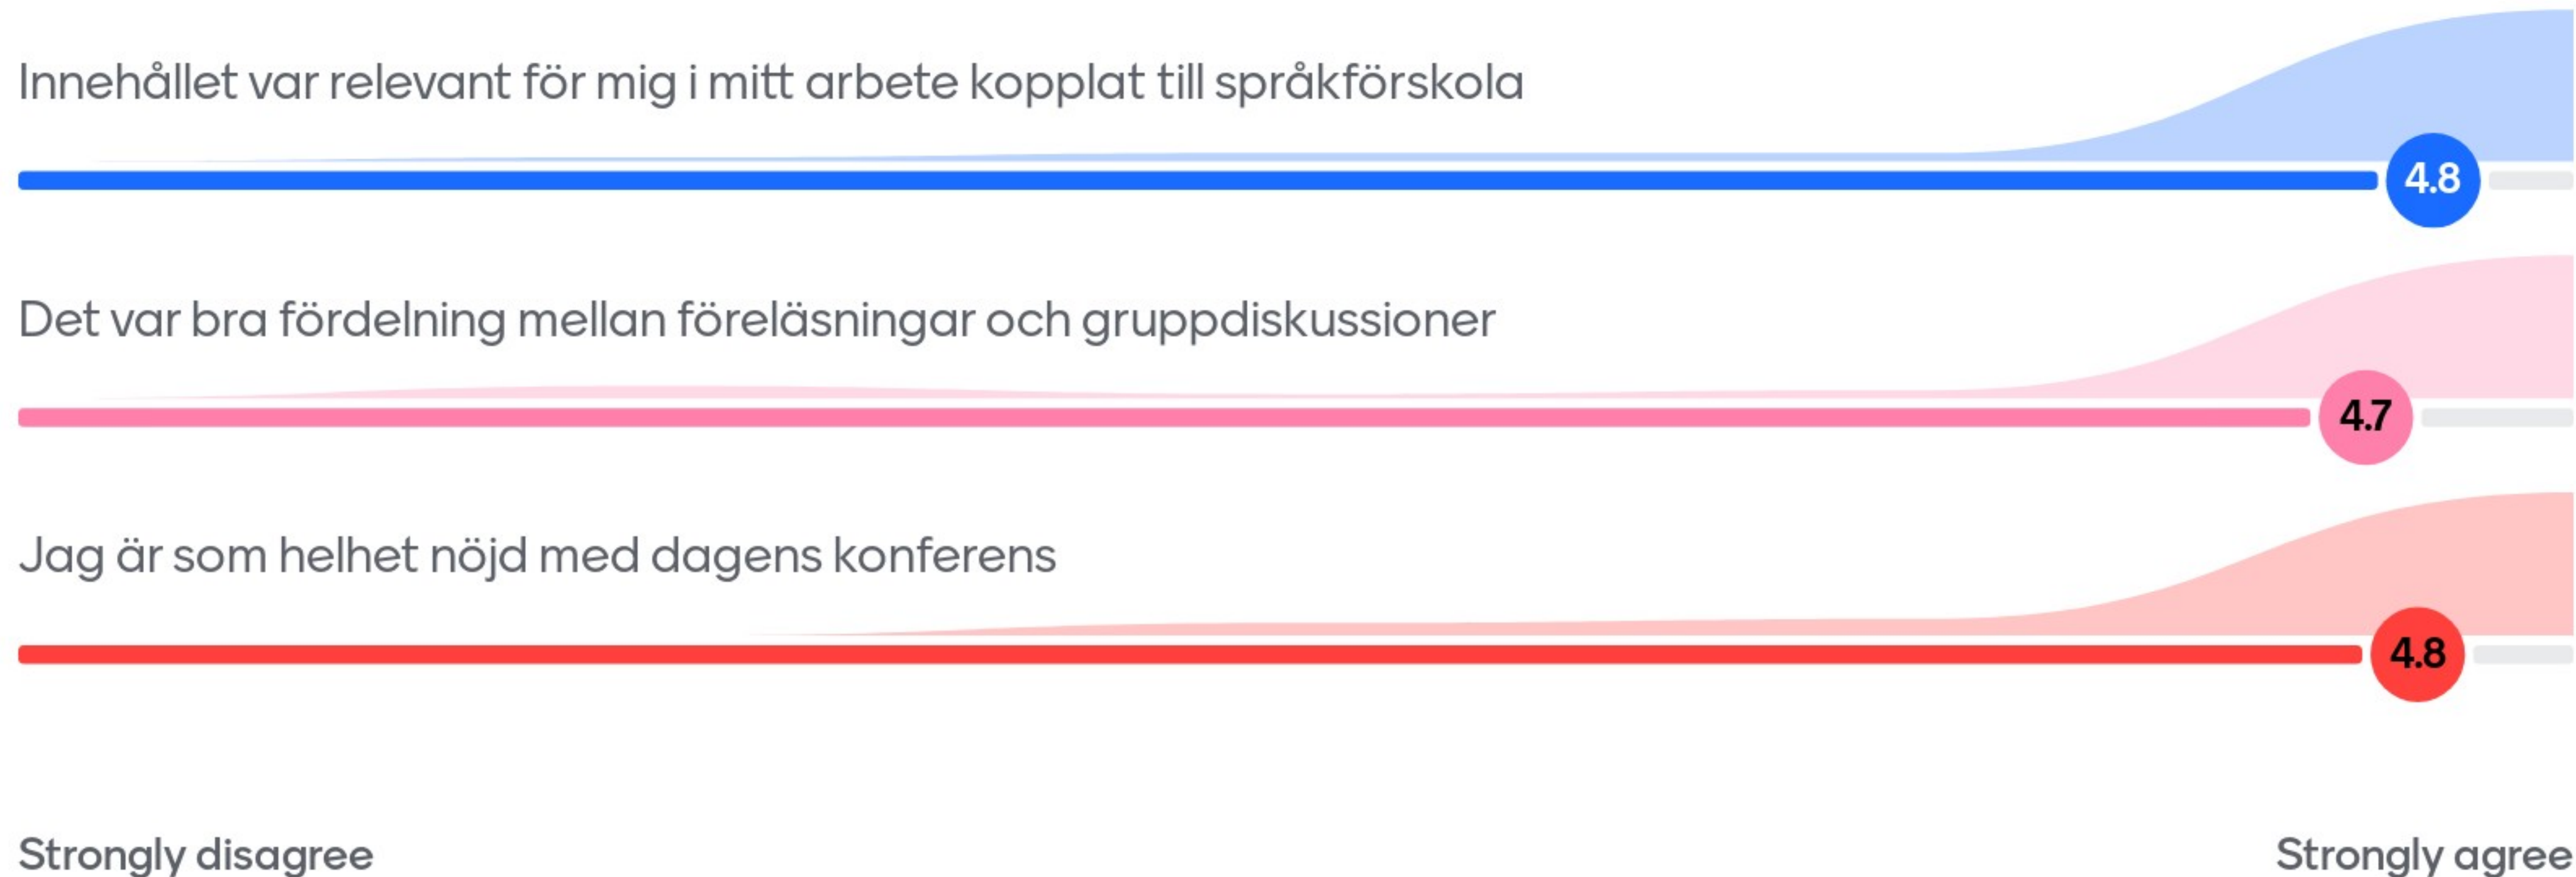 Innehållet var relevant för mig i mitt arbete kopplat till språkförskola
4.8
Det var bra fördelning mellan föreläsningar och gruppdiskussioner
4.7
Jag är som helhet nöjd med dagens konferens
4.8
Strongly disagree
Strongly agree